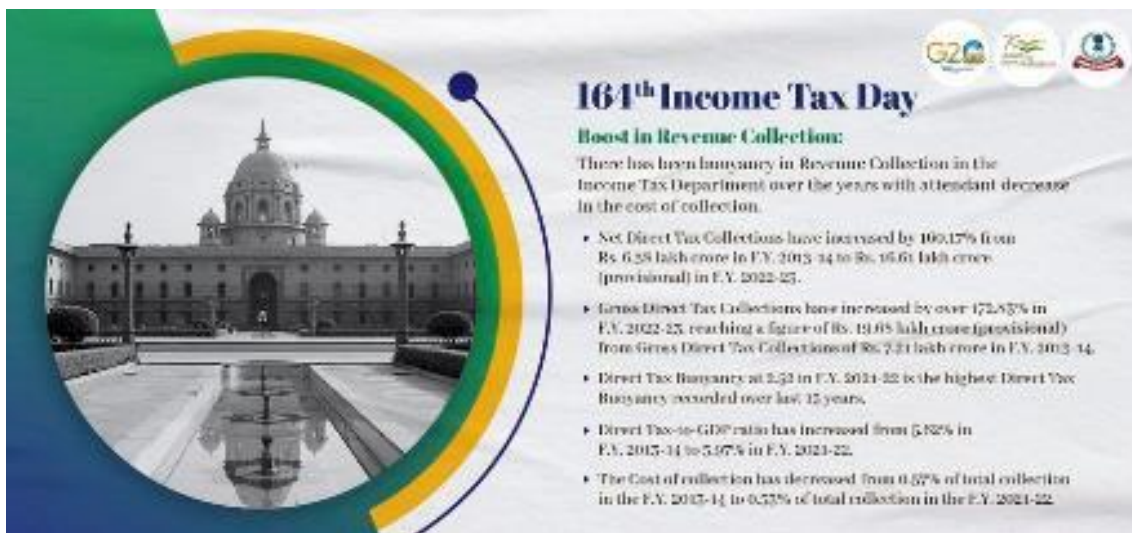 G20
164th Income Tax Day
Boost in Revenue Collection:
There has been buoyancy in Revenue Collection in the
Income Tax Department over the years with attendant decrease
in the cost of collection.
Net Direct Tax Collections have increased by 160.17% from
Rs. 6.38 lakh crore in F.Y. 2013-14 to Rs. 16.61 lakh crore
(provisional) in F.Y. 2022-23.
Gross Direct Tax Collections have increased by over 172.83% in
F.Y. 2022-23, reaching a figure of Rs. 19.68 lakh crore (provisional)
from Gross Direct Tax Collections of Rs. 7.21 lakh crore in F.Y. 2013-14.
Direct Tax Buoyancy at 2.52 in F.Y. 2021-22 is the highest Direct Tax
Buoyancy recorded over last 15 years.
Direct Tax-to-GDP ratio has increased from 5.62% in
F.Y. 2013-14 to 5.97% in F.Y. 2021-22.
The Cost of collection has decreased from 0.57% of total collection
in the F.Y. 2013-14 to 0.53% of total collection in the F.Y. 2021-22.